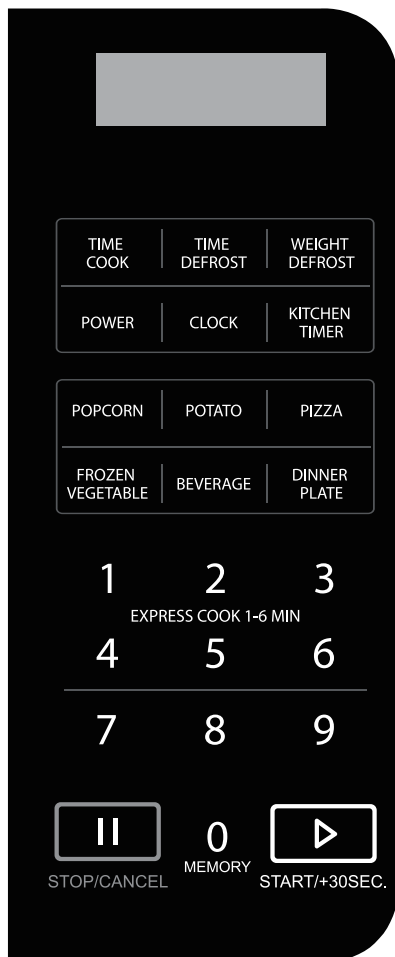 TIME COOK
TIME DEFROST
WEIGHT DEFROST
POWER
CLOCK
KITCHEN TIMER
POPCORN
POTATO
PIZZA
FROZEN VEGETABLE
BEVERAGE
DINNER PLATE
1 2 3
EXPRESS COOK 1-6 MIN
4 5 6
7 8 9
0
STOP/CANCEL
MEMORY
START/+30SEC.